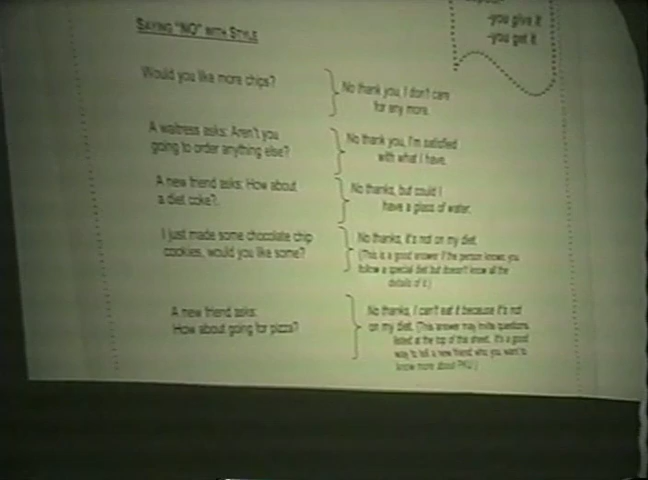 -you give it
-you get it
SAYING "NO" WITH STYLE
Would you like more chips?
No thank you, I don't care
for any more.
A waitress asks: Aren't you
going to order anything else?
No thank you, I'm satisfied
with what I have.
A new friend asks: How about
a diet coke?.
No thanks, but could I
have a glass of water.
I just made some chocolate chip
cookies, would you like some?
No thanks, it's not on my diet.
(This is a good answer if the person knows you
follow a special diet but doesn't know all the
details of it.)
A new friend asks:
How about going for pizza?
No thanks, I can't eat it because it's not
on my diet. (This answer may invite questions
listed at the top of this sheet. It's a good
way to tell a new friend who you want to
know more about PKU.)